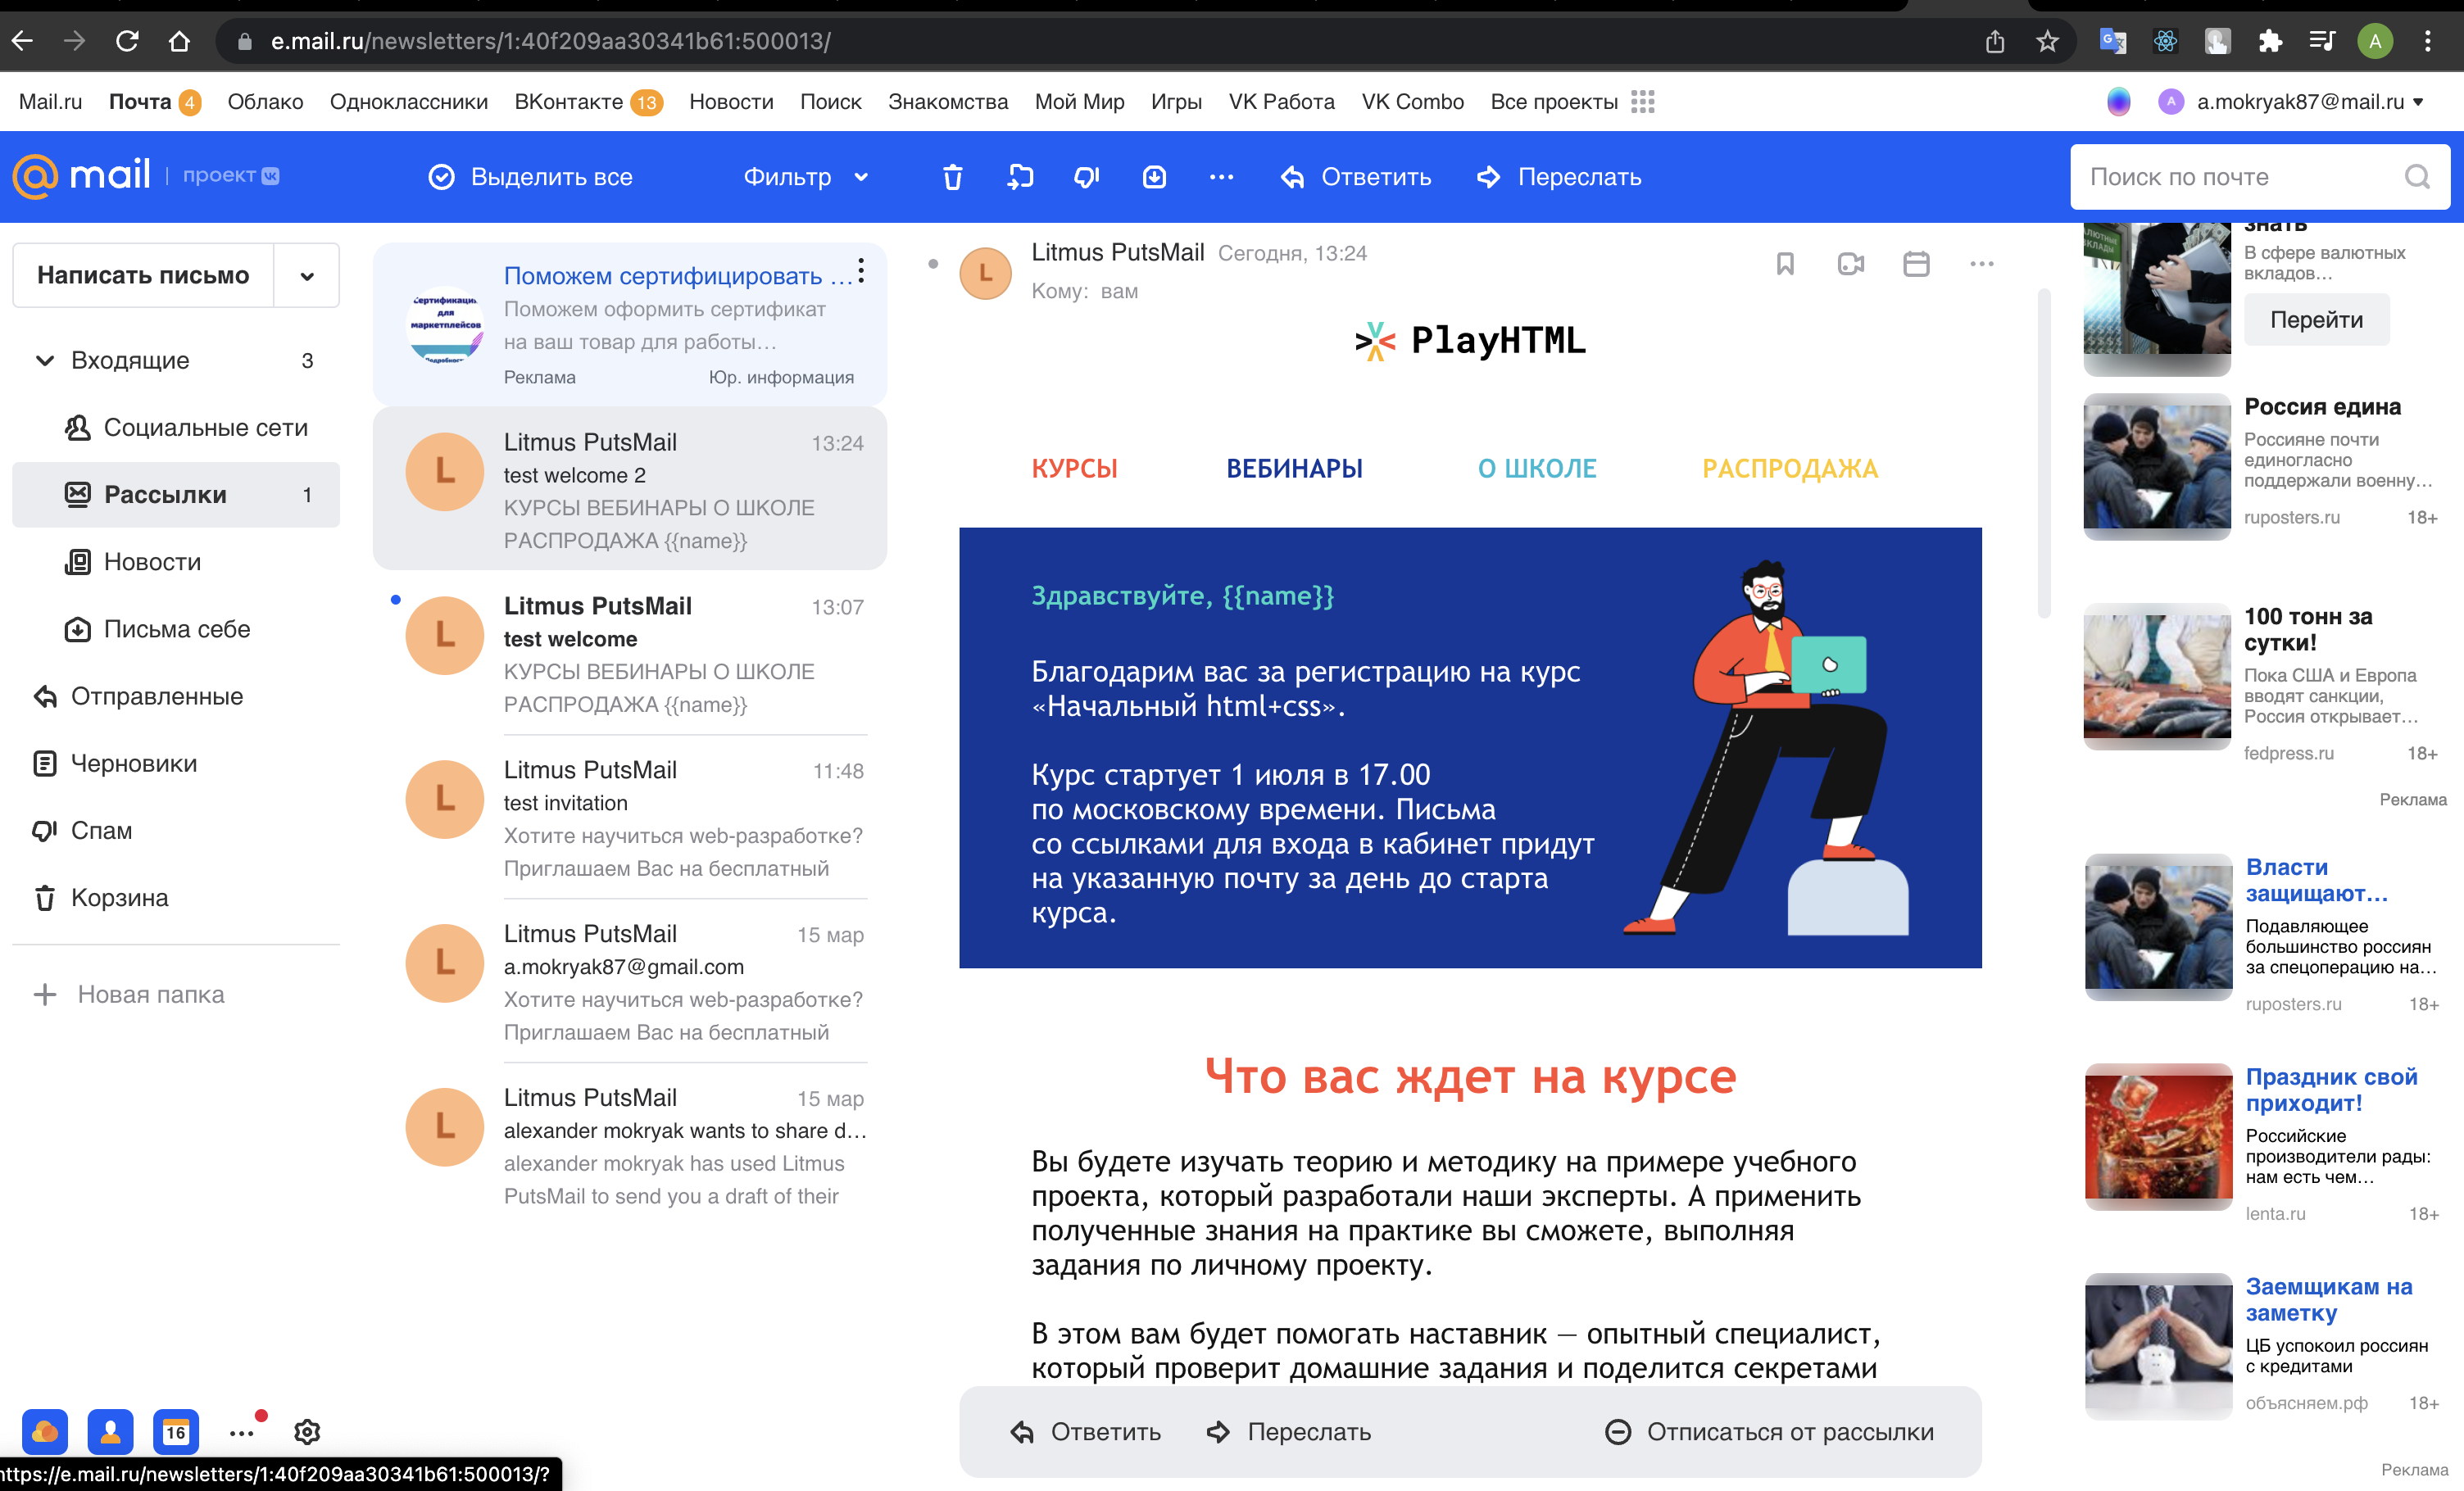 e.mail.ru/newsletters/1:40f209aa30341b61:500013/
A
Mail.ru Почта 4 Облако Одноклассники ВКонтакте 13 Новости Поиск Знакомства Мой Мир Игры VK Работа VK Combo Все проекты
A a.mokryak87@mail.ru
mail проект
Выделить все Фильтр Ответить Переслать Поиск по почте
Написать письмо
Входящие 3
Социальные сети
Рассылки 1
Новости
Письма себе
Отправленные
Черновики
Спам
Корзина
Новая папка
16
https://e.mail.ru/newsletters/1:40f209aa30341b61:500013/?
для
маркетплейсов
Поможем сертифицировать …
Поможем оформить сертификат
на ваш товар для работы…
Реклама Юр. информация
L
Litmus PutsMail 13:24
test welcome 2
КУРСЫ ВЕБИНАРЫ О ШКОЛЕ
РАСПРОДАЖА {{name}}
L
Litmus PutsMail 13:07
test welcome
КУРСЫ ВЕБИНАРЫ О ШКОЛЕ
РАСПРОДАЖА {{name}}
L
Litmus PutsMail 11:48
test invitation
Хотите научиться web-разработке?
Приглашаем Вас на бесплатный
L
Litmus PutsMail 15 мар
a.mokryak87@gmail.com
Хотите научиться web-разработке?
Приглашаем Вас на бесплатный
L
Litmus PutsMail 15 мар
alexander mokryak wants to share d…
alexander mokryak has used Litmus
PutsMail to send you a draft of their
L
Litmus PutsMail Сегодня, 13:24
Кому: вам
PlayHTML
КУРСЫ ВЕБИНАРЫ О ШКОЛЕ РАСПРОДАЖА
Здравствуйте, {{name}}
Благодарим вас за регистрацию на курс
«Начальный html+css».
Курс стартует 1 июля в 17.00
по московскому времени. Письма
со ссылками для входа в кабинет придут
на указанную почту за день до старта
курса.
Что вас ждет на курсе
Вы будете изучать теорию и методику на примере учебного
проекта, который разработали наши эксперты. А применить
полученные знания на практике вы сможете, выполняя
задания по личному проекту.
В этом вам будет помогать наставник — опытный специалист,
который проверит домашние задания и поделится секретами
Ответить Переслать Отписаться от рассылки
знать
В сфере валютных
вкладов…
Перейти
Россия едина
Россияне почти
единогласно
поддержали военну…
ruposters.ru 18+
100 тонн за
сутки!
Пока США и Европа
вводят санкции,
Россия открывает…
fedpress.ru 18+
Реклама
Власти
защищают…
Подавляющее
большинство россиян
за спецоперацию на…
ruposters.ru 18+
Праздник свой
приходит!
Российские
производители рады:
нам есть чем…
lenta.ru 18+
Заемщикам на
заметку
ЦБ успокоил россиян
с кредитами
объясняем.рф 18+
Реклама